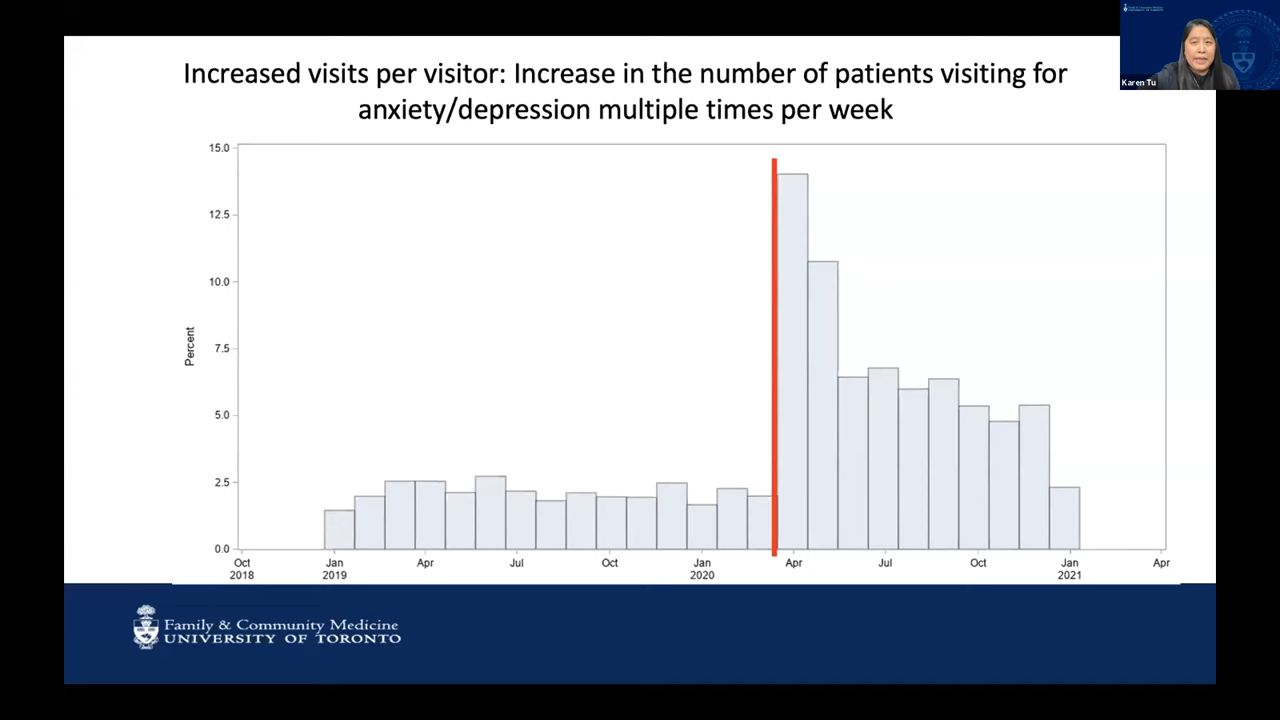 Increased visits per visitor: Increase in the number of patients visiting for
anxiety/depression multiple times per week
Karen Tu
15.0
12.5
10.0
7.5
5.0
2.5
0.0
Percent
Oct Jan Apr Jul Oct Jan Apr Jul Oct Jan Apr
2018 2019 2020 2021
Family & Community Medicine
UNIVERSITY OF TORONTO